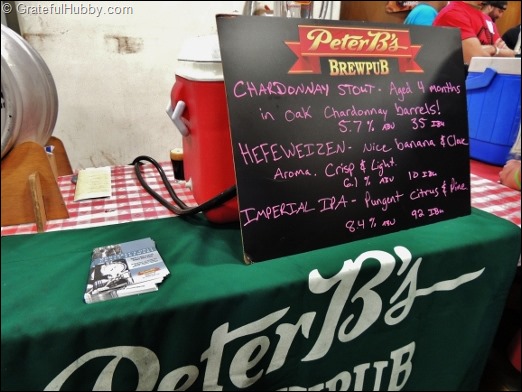 © GratefulHubby.com
Peter B's
BREWPUB
CHARDONNAY STOUT - Aged 4 months
in Oak Chardonnay barrels!
5.7% ABV 35 IBU
HEFEWEIZEN - Nice banana & Clove
Aroma. Crisp & Light.
6.1% ABV 10 IBU
IMPERIAL IPA - Pungent citrus & Pine
8.4% ABV 92 IBU
Peter B's
Peter B's
BREWPUB